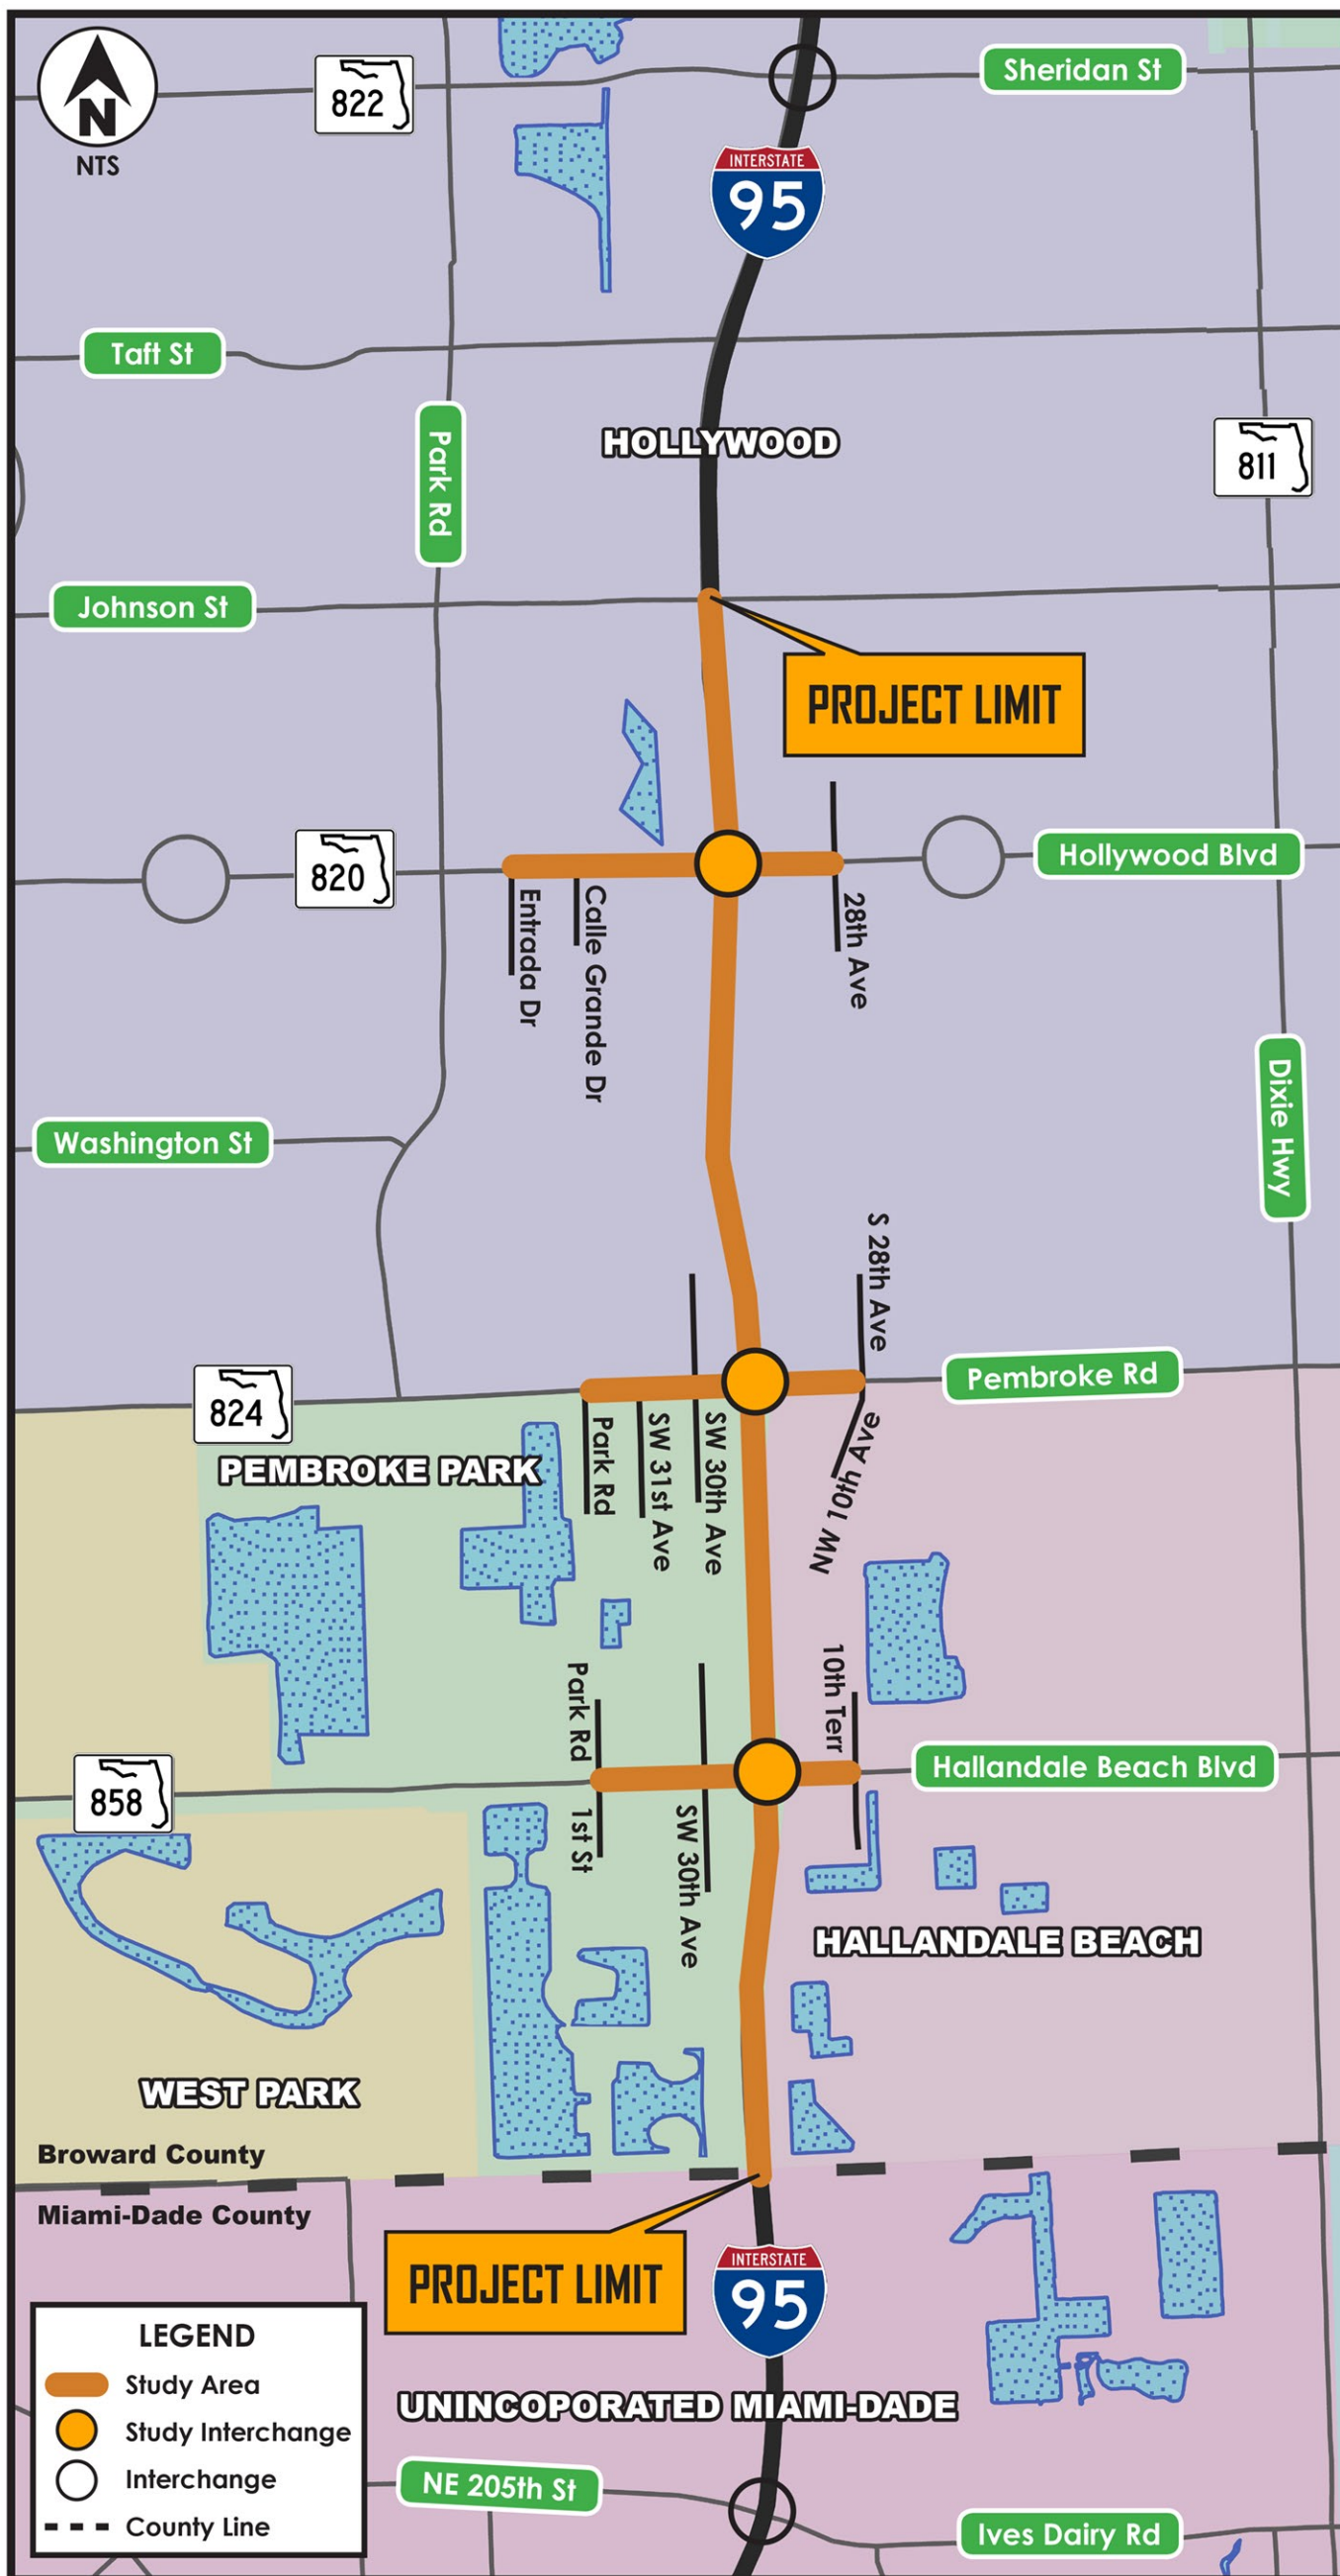 Sheridan St
822
N
NTS
INTERSTATE
95
Taft St
Park Rd
HOLLYWOOD
811
Johnson St
PROJECT LIMIT
820
Hollywood Blvd
Entrada Dr
Calle Grande Dr
28th Ave
Dixie Hwy
Washington St
S 28th Ave
824
Pembroke Rd
PEMBROKE PARK
Park Rd
SW 31st Ave
SW 30th Ave
NW 10th Ave
Park Rd
10th Terr
858
Hallandale Beach Blvd
1st St
SW 30th Ave
HALLANDALE BEACH
WEST PARK
Broward County
Miami-Dade County
PROJECT LIMIT
INTERSTATE
95
LEGEND
Study Area
Study Interchange
Interchange
County Line
UNINCOPORATED MIAMI-DADE
NE 205th St
Ives Dairy Rd